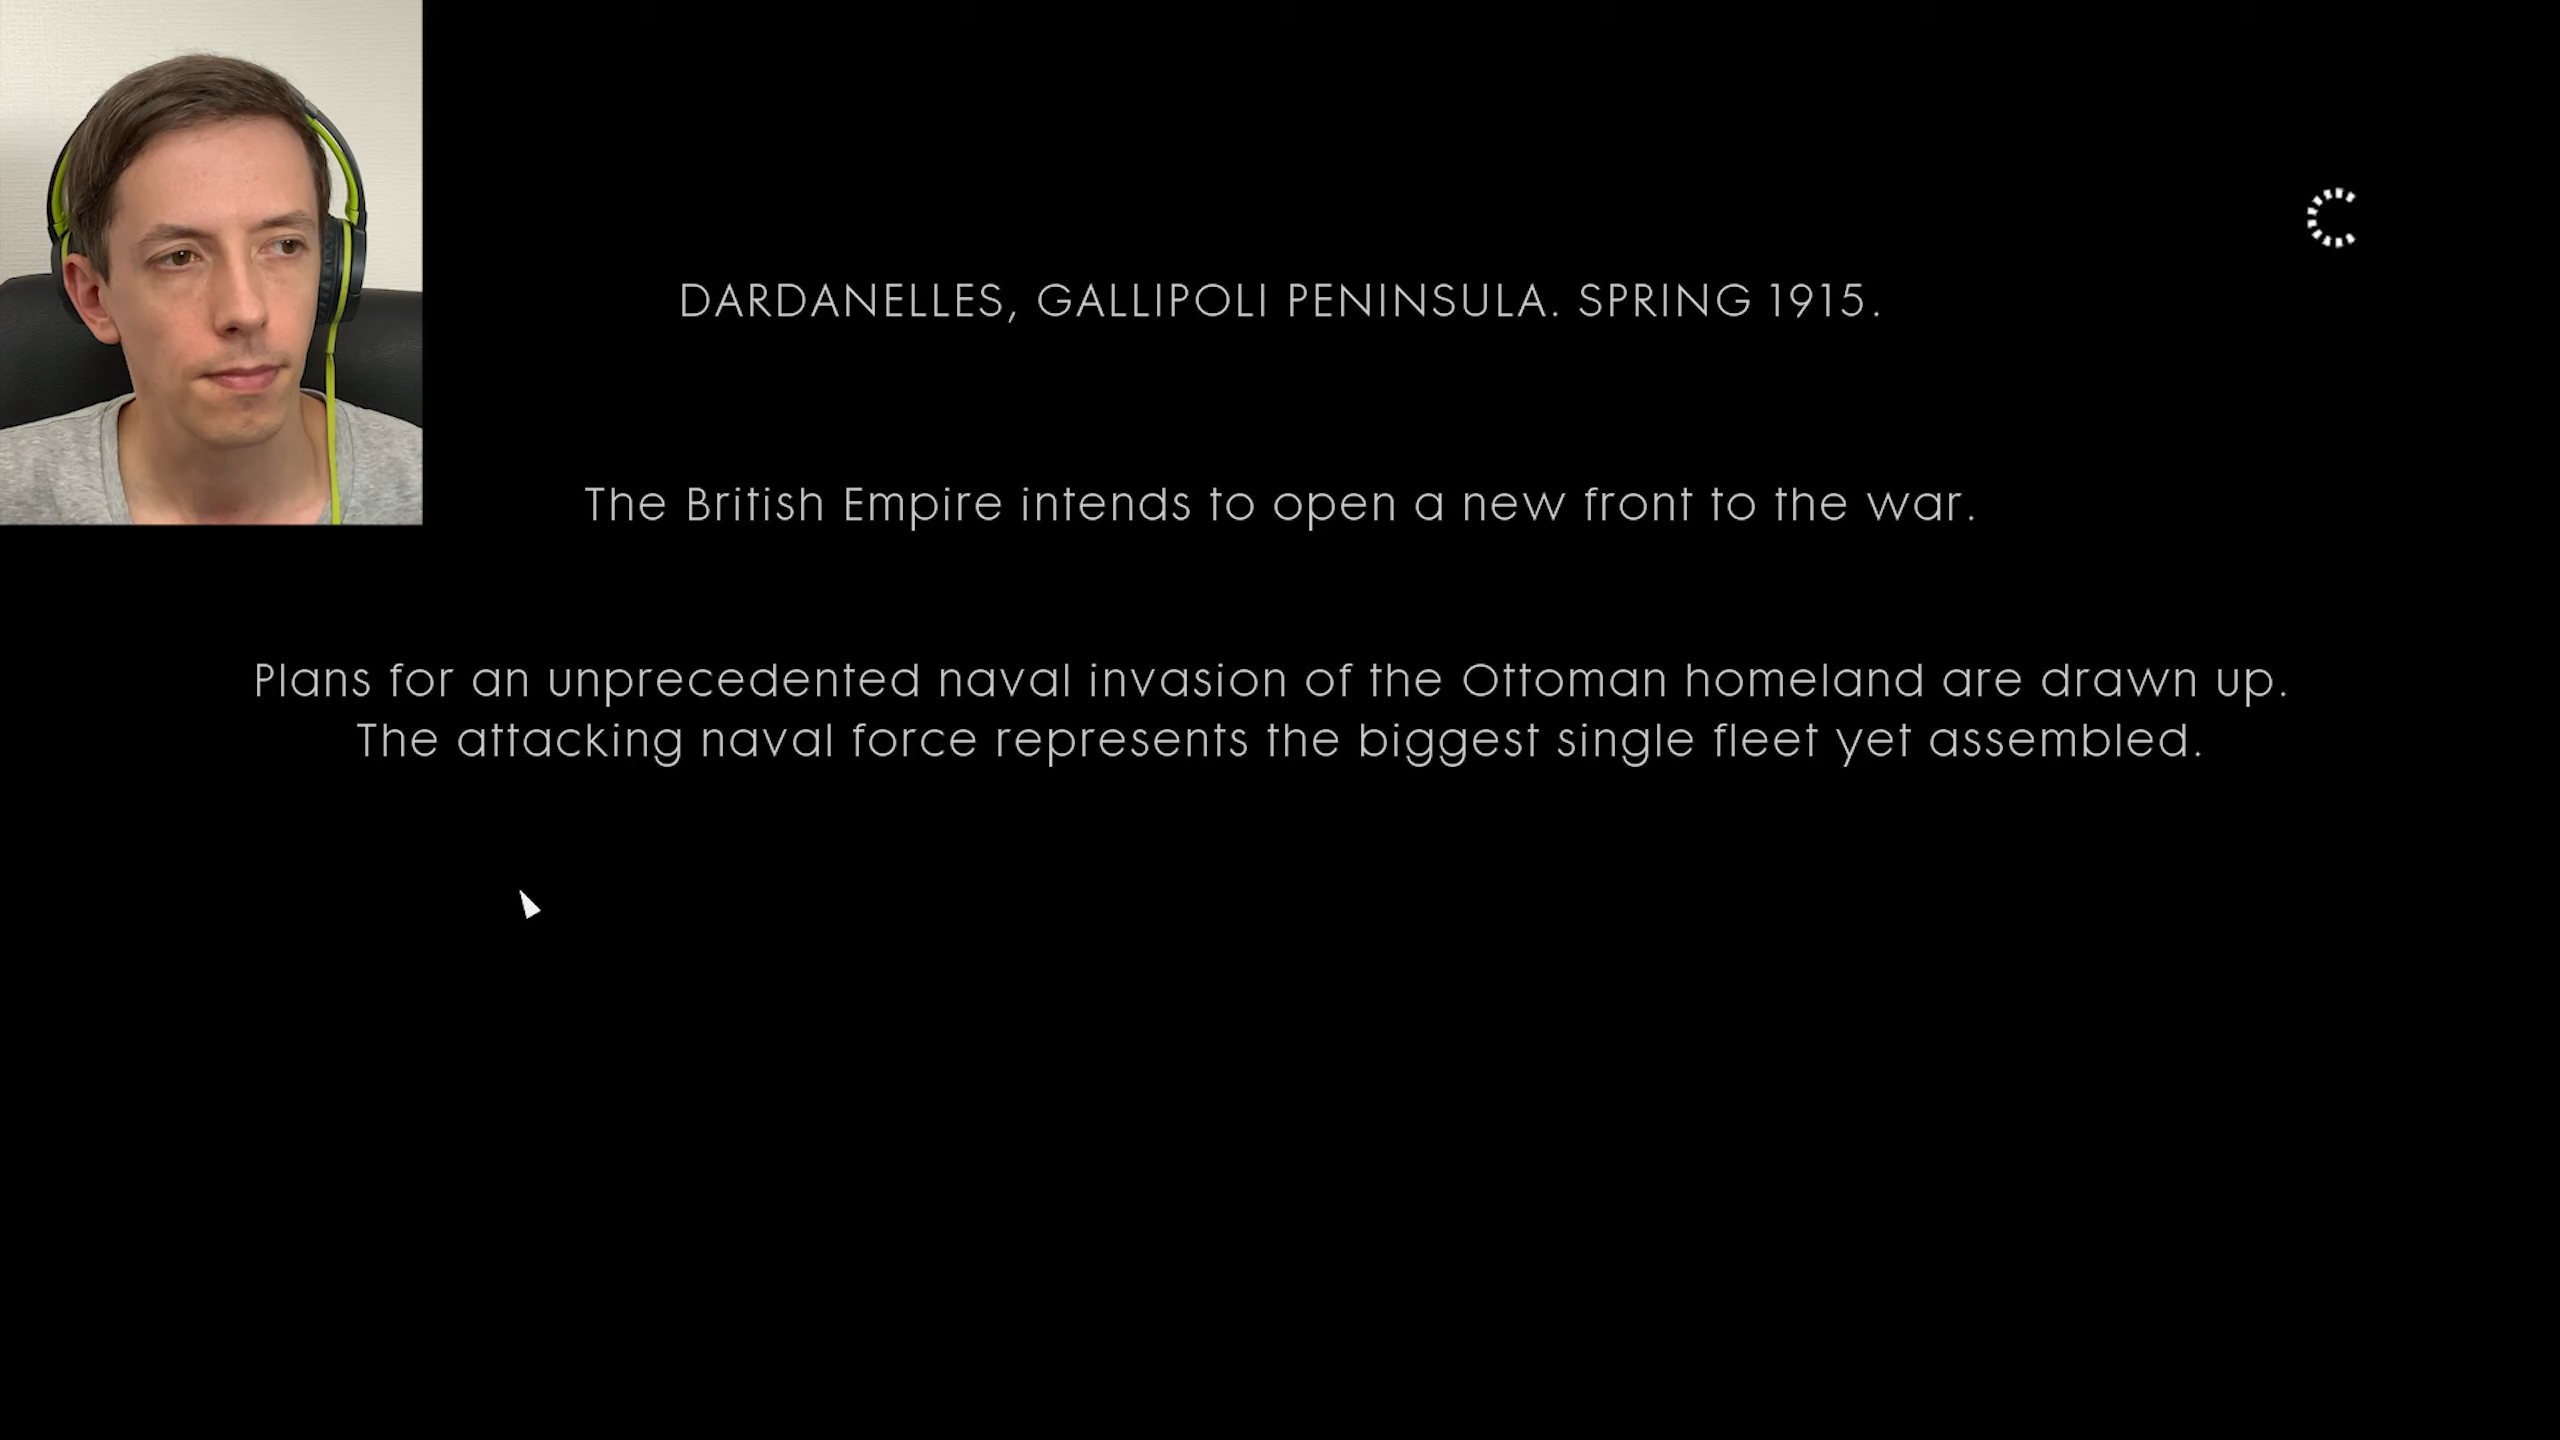 DARDANELLES, GALLIPOLI PENINSULA. SPRING 1915.
The British Empire intends to open a new front to the war.
Plans for an unprecedented naval invasion of the Ottoman homeland are drawn up.
The attacking naval force represents the biggest single fleet yet assembled.